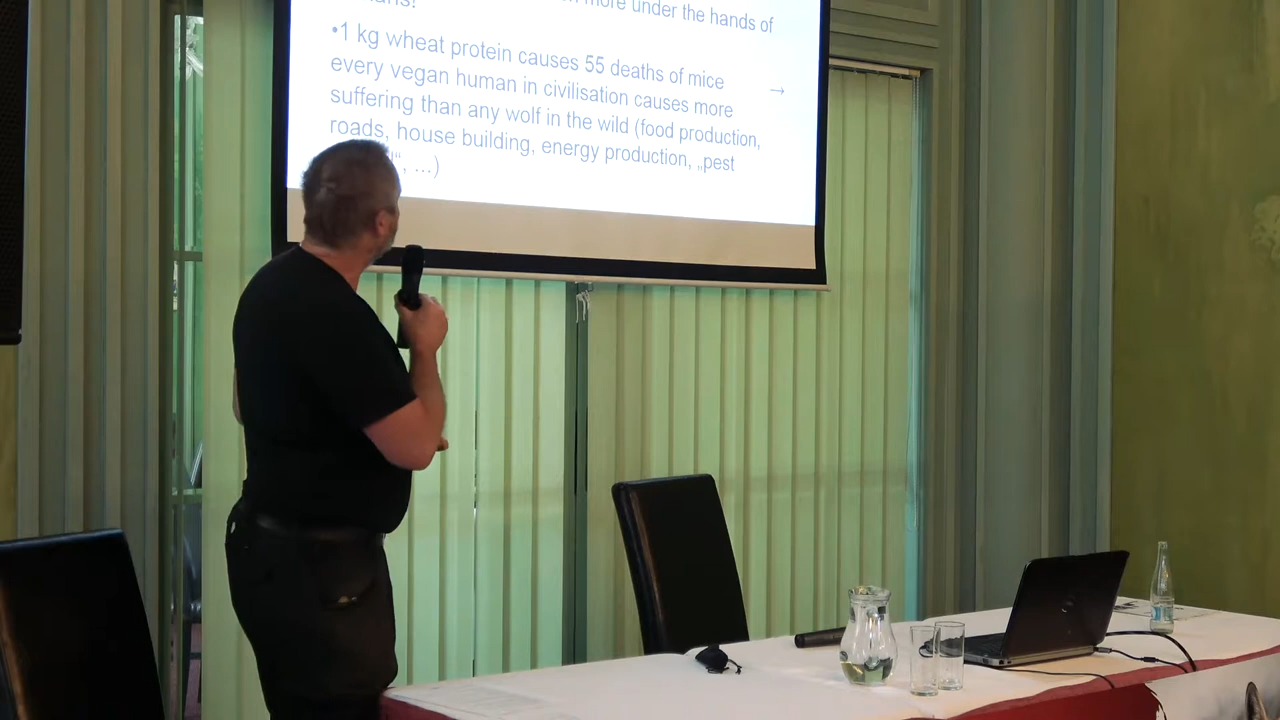 more under the hands of
•1 kg wheat protein causes 55 deaths of mice →
every vegan human in civilisation causes more
suffering than any wolf in the wild (food production,
roads, house building, energy production, „pest
“, ...)